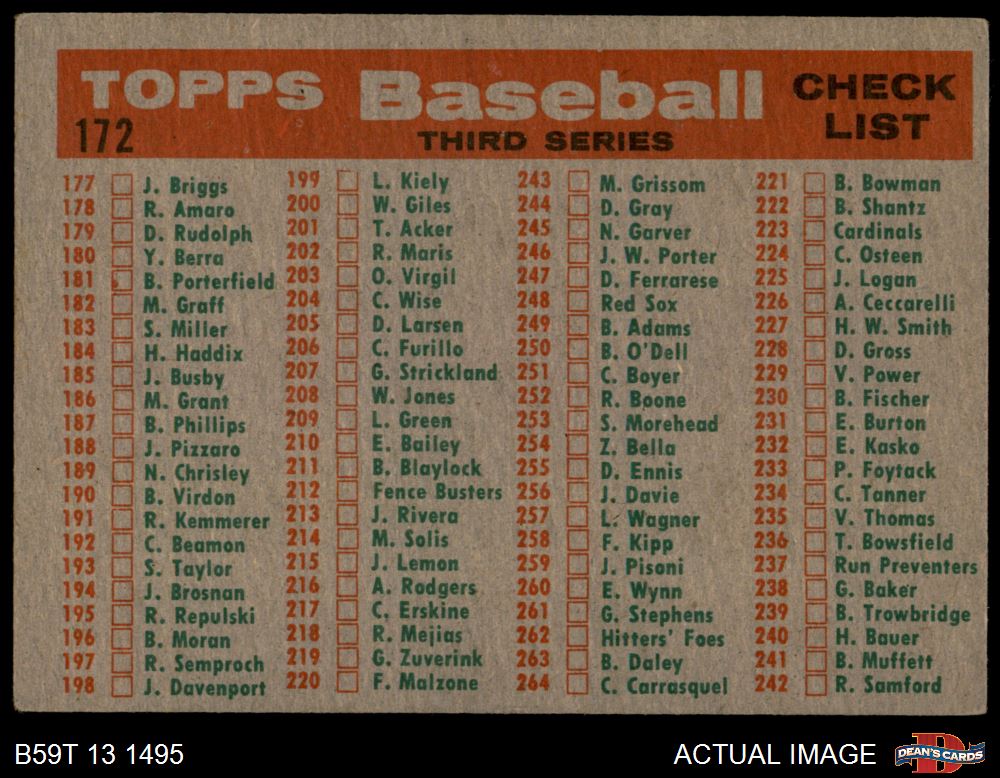 TOPPS Baseball CHECK LIST
172 THIRD SERIES
177 J. Briggs
178 R. Amaro
179 D. Rudolph
180 Y. Berra
181 B. Porterfield
182 M. Graff
183 S. Miller
184 H. Haddix
185 J. Busby
186 M. Grant
187 B. Phillips
188 J. Pizzaro
189 N. Chrisley
190 B. Virdon
191 R. Kemmerer
192 C. Beamon
193 S. Taylor
194 J. Brosnan
195 R. Repulski
196 B. Moran
197 R. Semproch
198 J. Davenport
199 L. Kiely
200 W. Giles
201 T. Acker
202 R. Maris
203 O. Virgil
204 C. Wise
205 D. Larsen
206 C. Furillo
207 G. Strickland
208 W. Jones
209 L. Green
210 E. Bailey
211 B. Blaylock
212 Fence Busters
213 J. Rivera
214 M. Solis
215 J. Lemon
216 A. Rodgers
217 C. Erskine
218 R. Mejias
219 G. Zuverink
220 F. Malzone
243 M. Grissom
244 D. Gray
245 N. Garver
246 J. W. Porter
247 D. Ferrarese
248 Red Sox
249 B. Adams
250 B. O'Dell
251 C. Boyer
252 R. Boone
253 S. Morehead
254 Z. Bella
255 D. Ennis
256 J. Davie
257 L. Wagner
258 F. Kipp
259 J. Pisoni
260 E. Wynn
261 G. Stephens
262 Hitters' Foes
263 B. Daley
264 C. Carrasquel
221 B. Bowman
222 B. Shantz
223 Cardinals
224 C. Osteen
225 J. Logan
226 A. Ceccarelli
227 H. W. Smith
228 D. Gross
229 V. Power
230 B. Fischer
231 E. Burton
232 E. Kasko
233 P. Foytack
234 C. Tanner
235 V. Thomas
236 T. Bowsfield
237 Run Preventers
238 G. Baker
239 B. Trowbridge
240 H. Bauer
241 B. Muffett
242 R. Samford
B59T 13 1495 ACTUAL IMAGE D DEAN'S CARDS